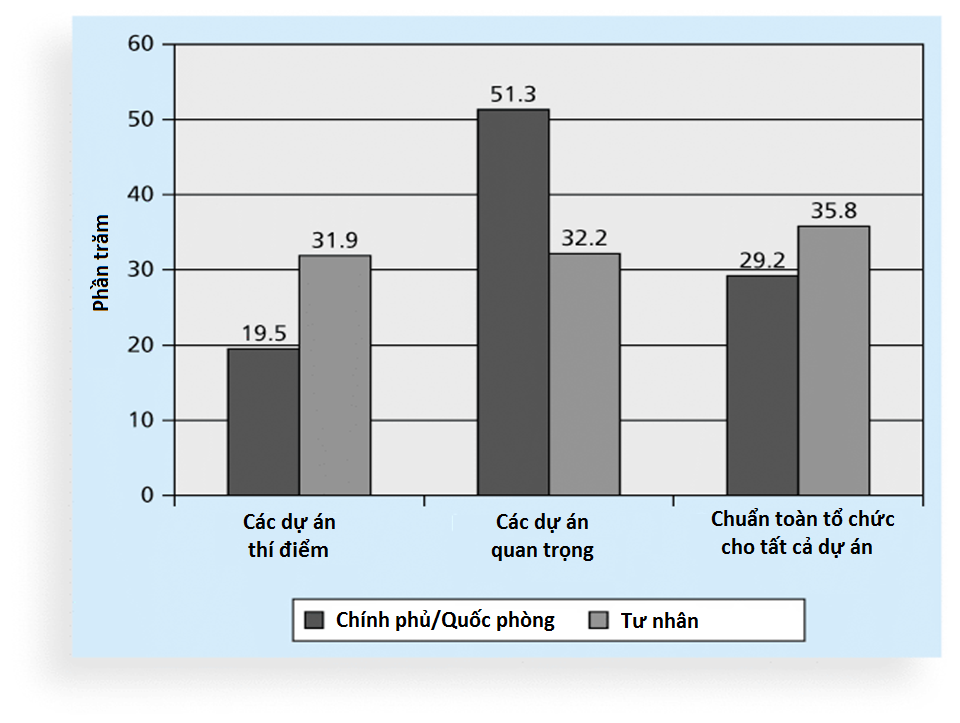 60
51.3
50
40
35.8
31.9
32.2
29.2
30
19.5
20
10
0
Phần trăm
Các dự án
thí điểm
Các dự án
quan trọng
Chuẩn toàn tổ chức
cho tất cả dự án
Chính phủ/Quốc phòng
Tư nhân